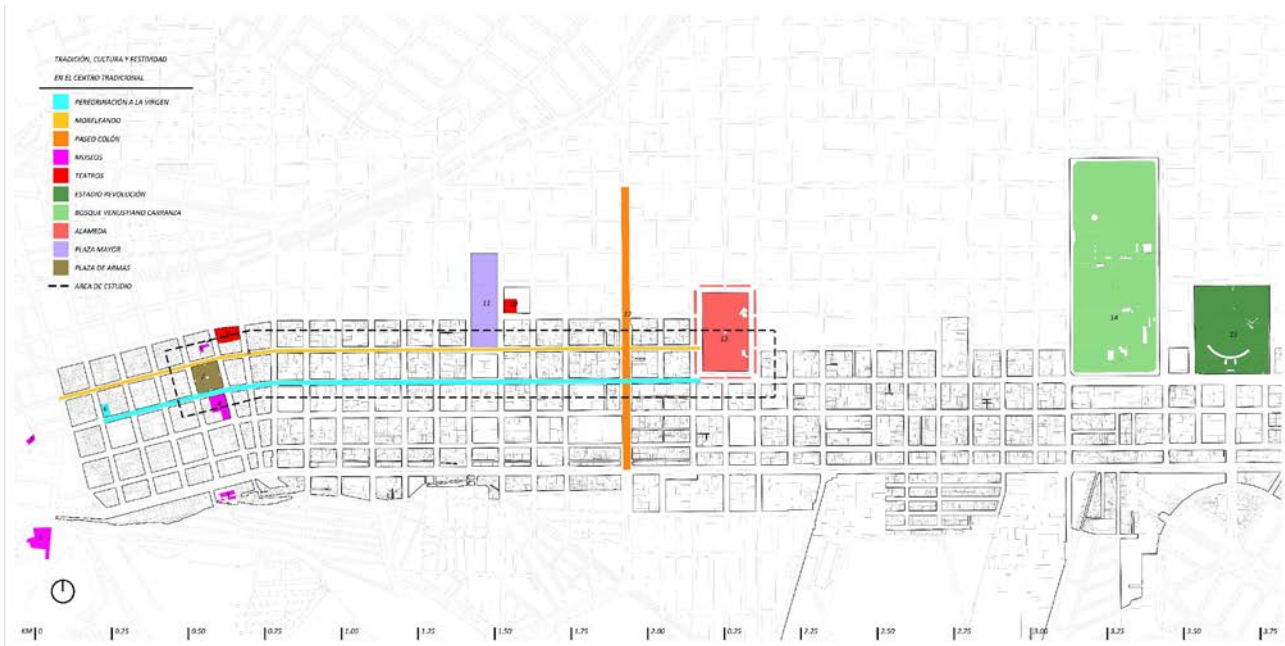 TRADICIÓN, CULTURA Y FESTIVIDAD
EN EL CENTRO TRADICIONAL
PEREGRINACIÓN A LA VIRGEN
MORELEANDO
PASEO COLÓN
MUSEOS
TEATROS
ESTADIO REVOLUCIÓN
BOSQUE VENUSTIANO CARRANZA
ALAMEDA
PLAZA MAYOR
PLAZA DE ARMAS
AREA DE ESTUDIO
11
12
13
14
15
KM 0 0.25 0.50 0.75 1.00 1.25 1.50 1.75 2.00 0.25 2.50 2.75 3.00 3.25 3.50 3.75